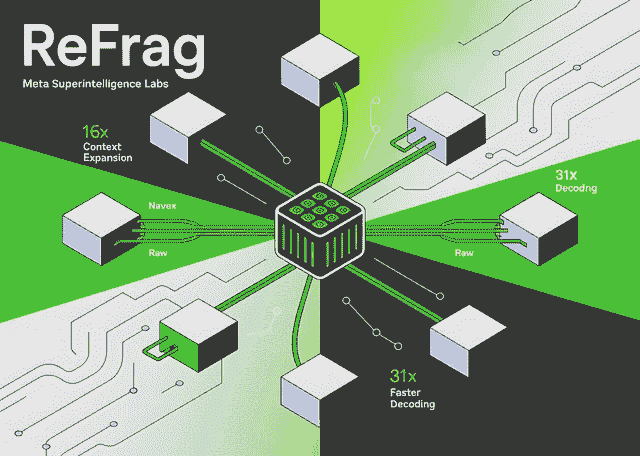 ReFrag
Meta Superintelligence Labs
16x
Context
Expansion
31x
Decodng
Navex
Raw
Raw
31x
Faster
Decoding